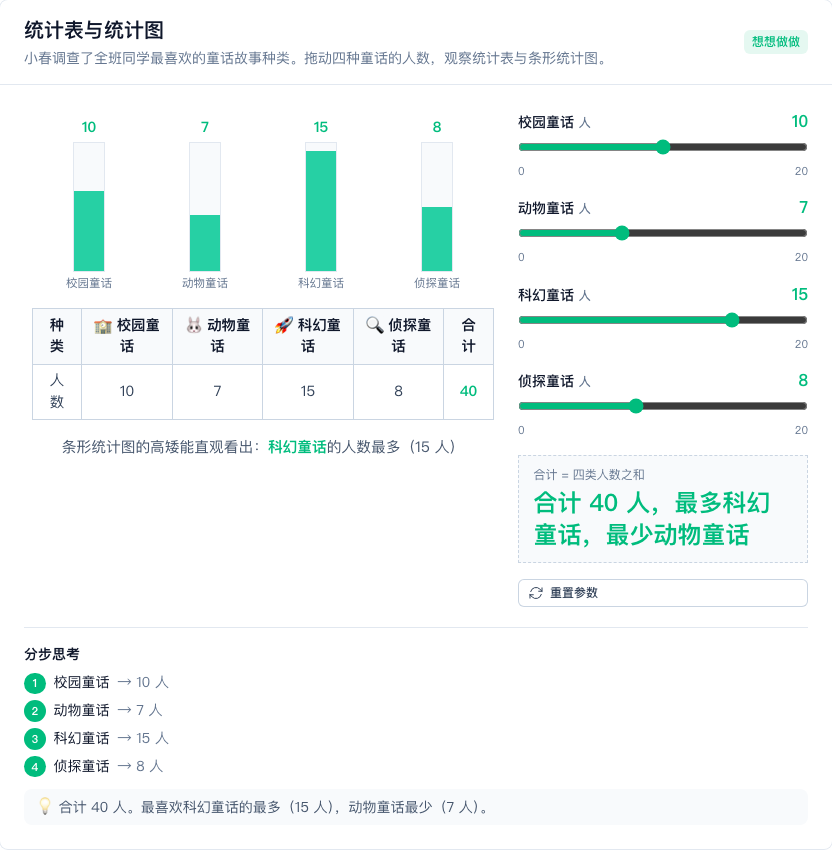 统计表与统计图
小春调查了全班同学最喜欢的童话故事种类。拖动四种童话的人数，观察统计表与条形统计图。
想想做做
10 7 15 8
校园童话 动物童话 科幻童话 侦探童话
种类 校园童话 动物童话 科幻童话 侦探童话 合计
人数 10 7 15 8 40
条形统计图的高矮能直观看出：科幻童话的人数最多（15 人）
校园童话 人 10
0 20
动物童话 人 7
0 20
科幻童话 人 15
0 20
侦探童话 人 8
0 20
合计 = 四类人数之和
合计 40 人，最多科幻
童话，最少动物童话
重置参数
分步思考
1 校园童话 → 10 人
2 动物童话 → 7 人
3 科幻童话 → 15 人
4 侦探童话 → 8 人
合计 40 人。最喜欢科幻童话的最多（15 人），动物童话最少（7 人）。